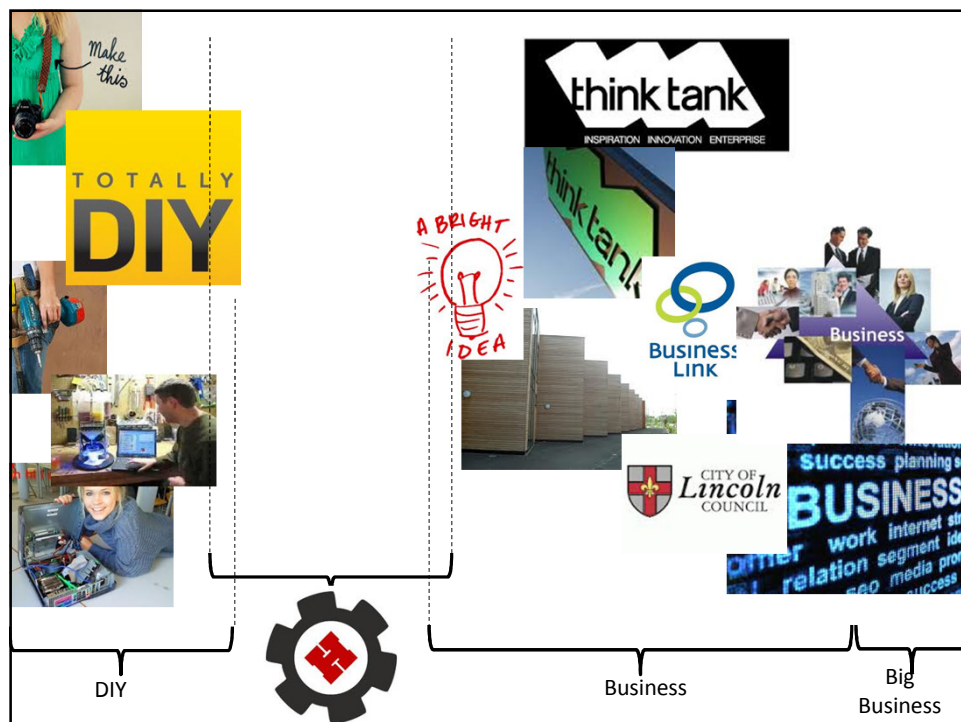 Make
this
TOTALLY
DIY
think tank
INSPIRATION INNOVATION ENTERPRISE
think tank
A BRIGHT
IDEA
Business
Link
Business
CITY OF
Lincoln
COUNCIL
success planning
BUSINESS
work internet
relation segment
seo media
success
DIY
Business
Big
Business